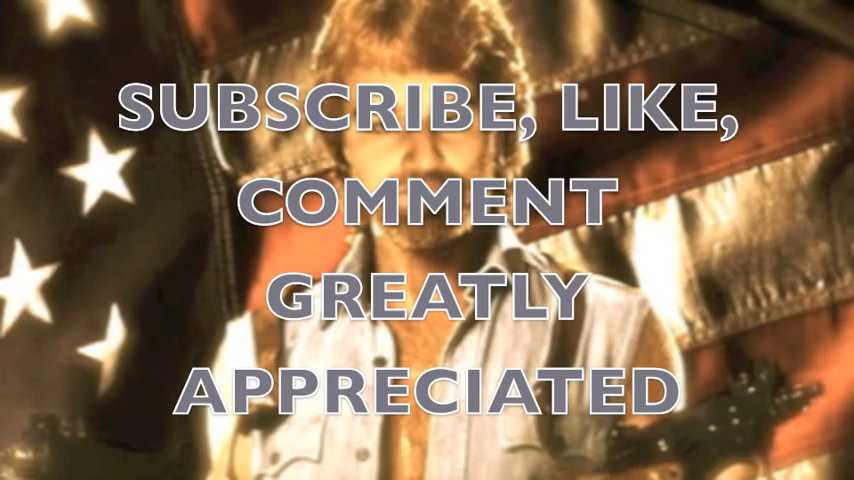 SUBSCRIBE, LIKE,
COMMENT
GREATLY
APPRECIATED